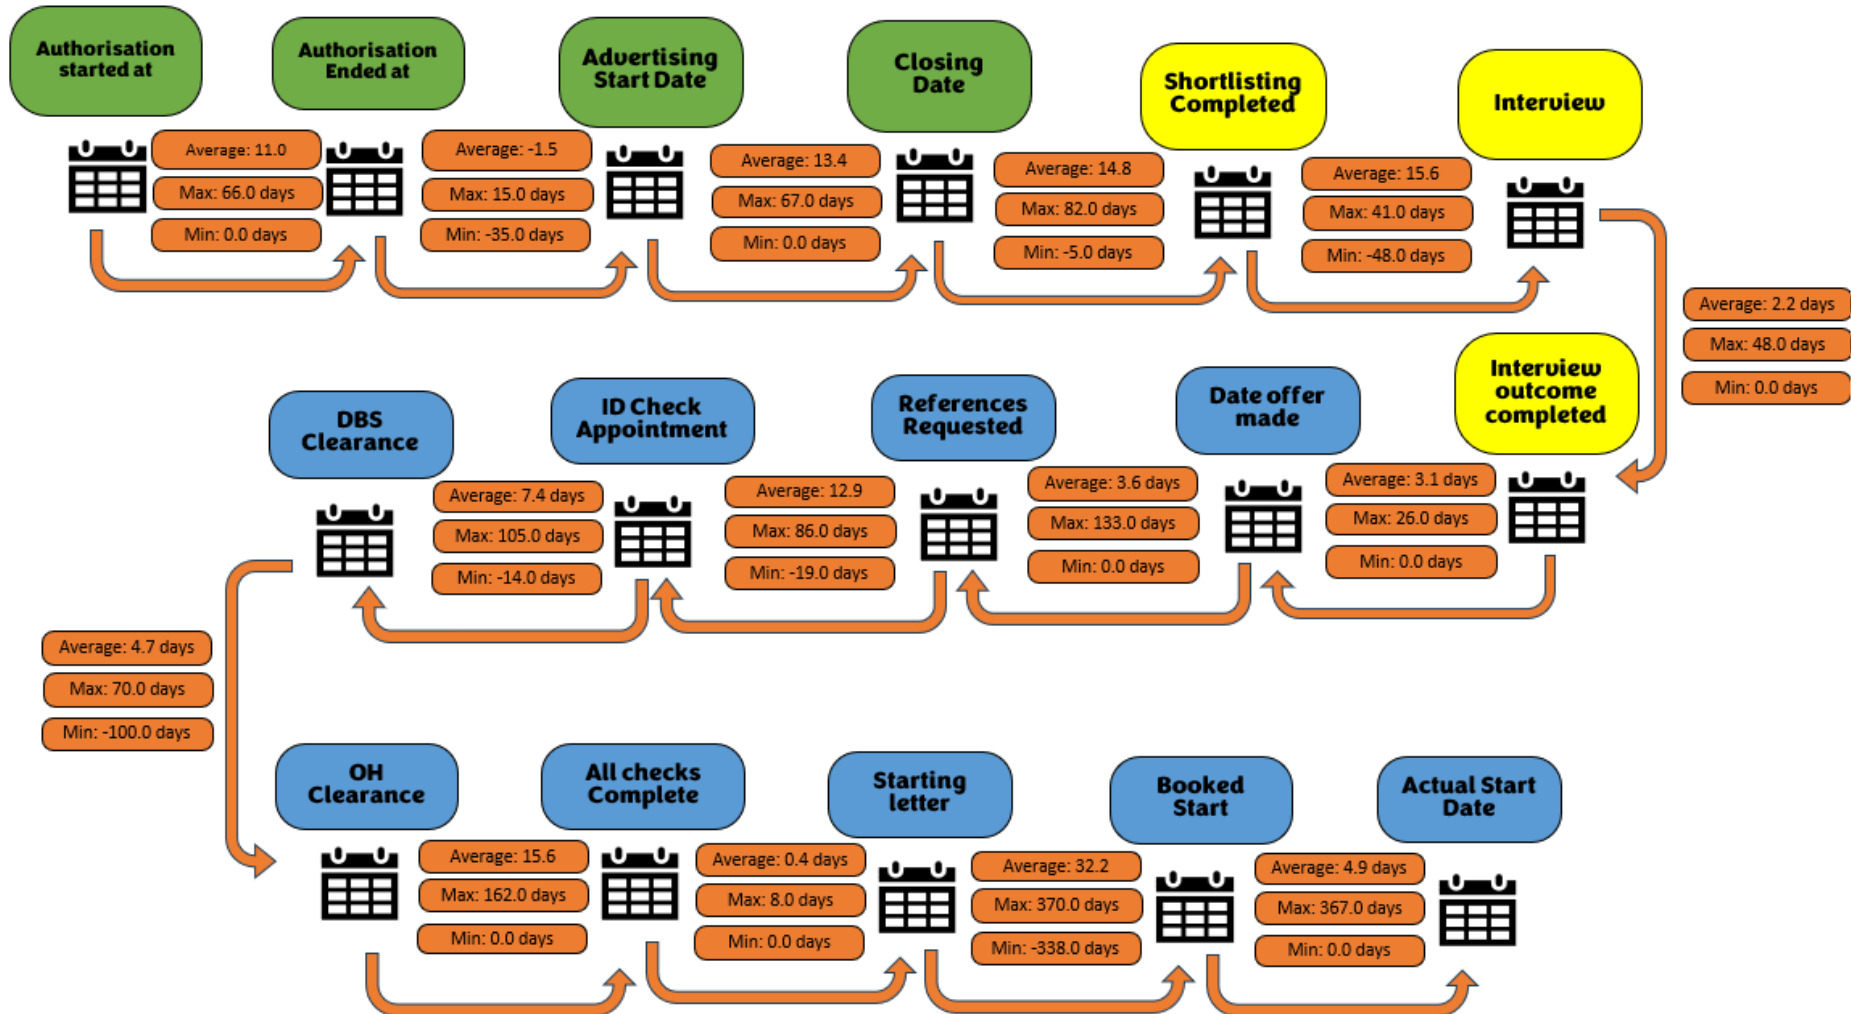 Authorisation
started at
Authorisation
Ended at
Advertising
Start Date
Closing
Date
Shortlisting
Completed
Interview
Average: 11.0
Max: 66.0 days
Min: 0.0 days
Average: -1.5
Max: 15.0 days
Min: -35.0 days
Average: 13.4
Max: 67.0 days
Min: 0.0 days
Average: 14.8
Max: 82.0 days
Min: -5.0 days
Average: 15.6
Max: 41.0 days
Min: -48.0 days
Average: 2.2 days
Max: 48.0 days
Min: 0.0 days
Interview
outcome
completed
Date offer
made
References
Requested
ID Check
Appointment
DBS
Clearance
Average: 3.1 days
Max: 26.0 days
Min: 0.0 days
Average: 3.6 days
Max: 133.0 days
Min: 0.0 days
Average: 12.9
Max: 86.0 days
Min: -19.0 days
Average: 7.4 days
Max: 105.0 days
Min: -14.0 days
Average: 4.7 days
Max: 70.0 days
Min: -100.0 days
OH
Clearance
All checks
Complete
Starting
letter
Booked
Start
Actual Start
Date
Average: 15.6
Max: 162.0 days
Min: 0.0 days
Average: 0.4 days
Max: 8.0 days
Min: 0.0 days
Average: 32.2
Max: 370.0 days
Min: -338.0 days
Average: 4.9 days
Max: 367.0 days
Min: 0.0 days